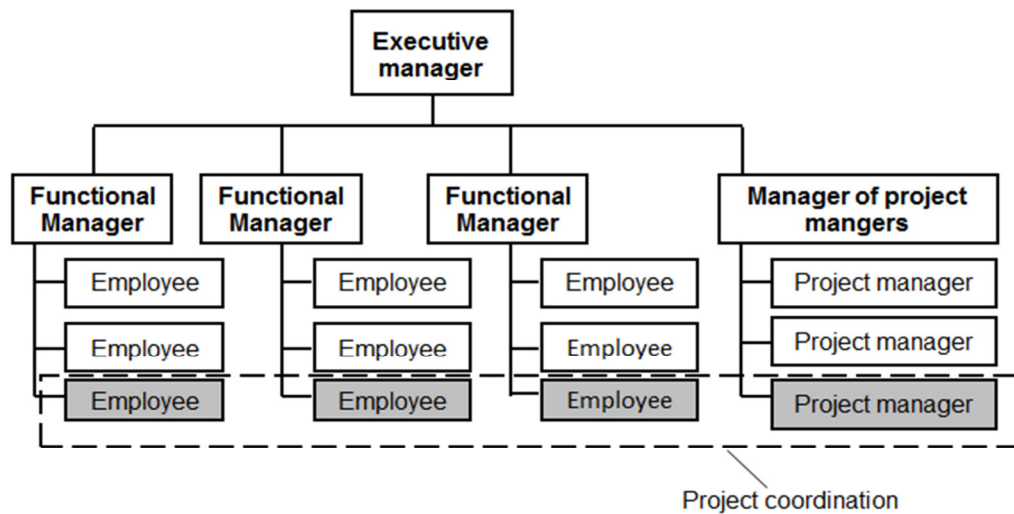 Executive
manager
Functional
Manager
Functional
Manager
Functional
Manager
Manager of project
mangers
Employee
Employee
Employee
Project manager
Employee
Employee
Employee
Project manager
Employee
Employee
Employee
Project manager
Project coordination